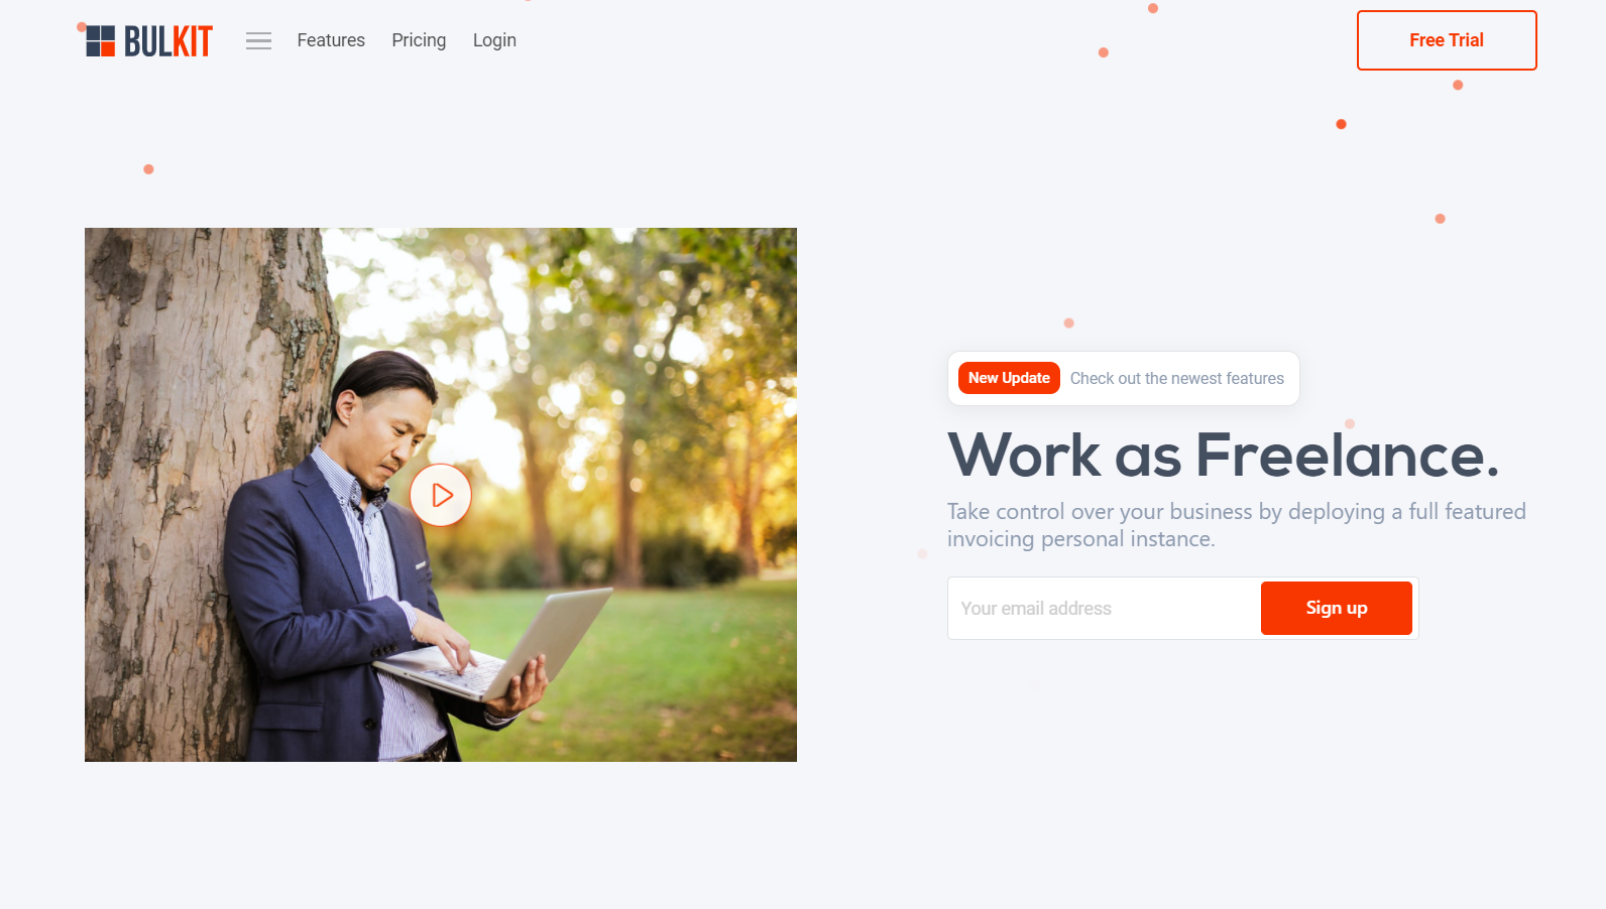 BULKIT
Features
Pricing
Login
Free Trial
New Update
Check out the newest features
Work as Freelance.
Take control over your business by deploying a full featured
invoicing personal instance.
Your email address
Sign up